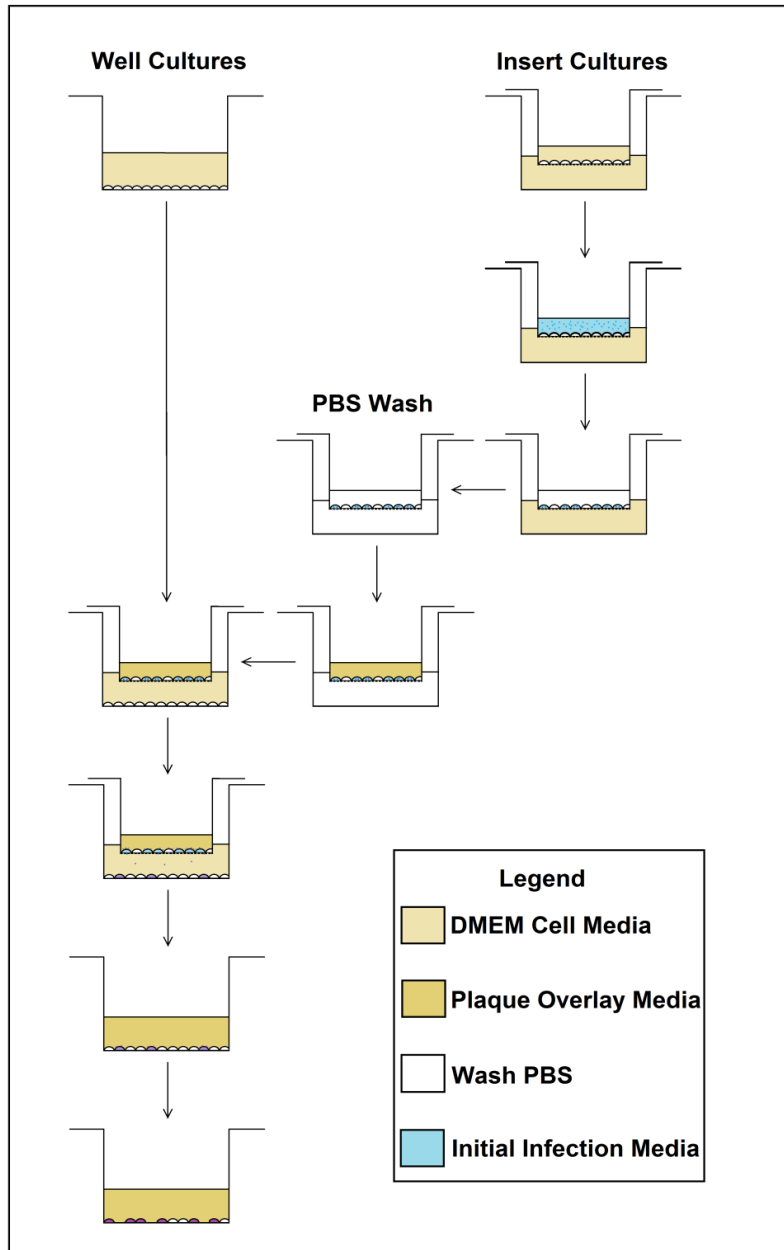 Well Cultures
Insert Cultures
PBS Wash
Legend
DMEM Cell Media
Plaque Overlay Media
Wash PBS
Initial Infection Media